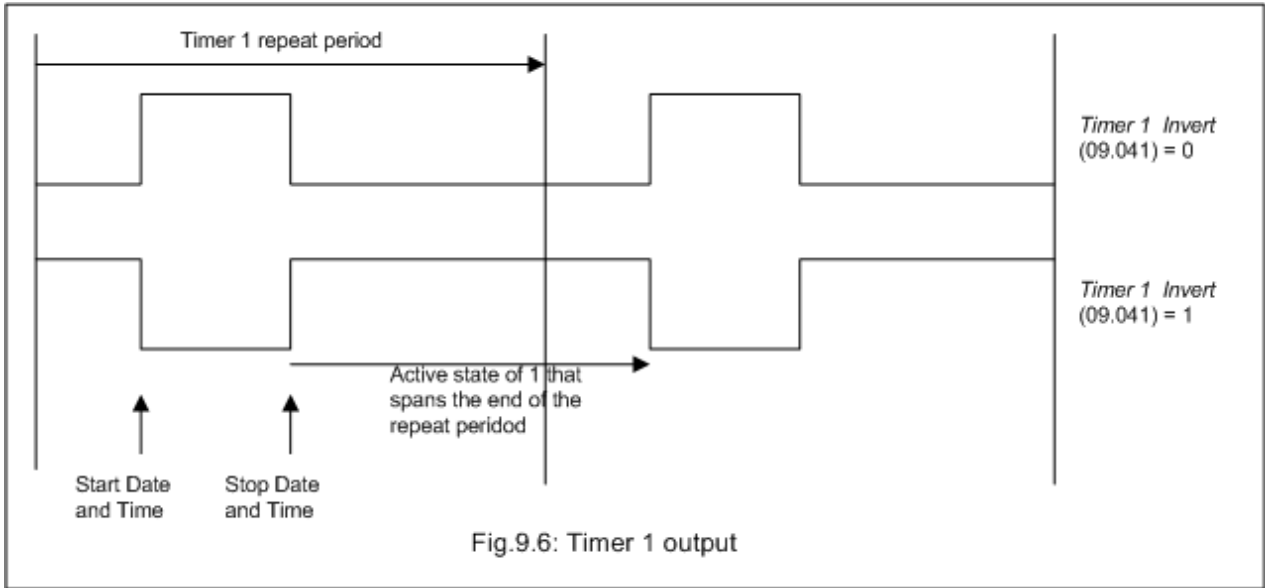 Timer 1 repeat period
Timer 1 Invert
(09.041) = 0
Timer 1 Invert
(09.041) = 1
Active state of 1 that
spans the end of the
repeat peridod
Start Date
and Time
Stop Date
and Time
Fig.9.6: Timer 1 output